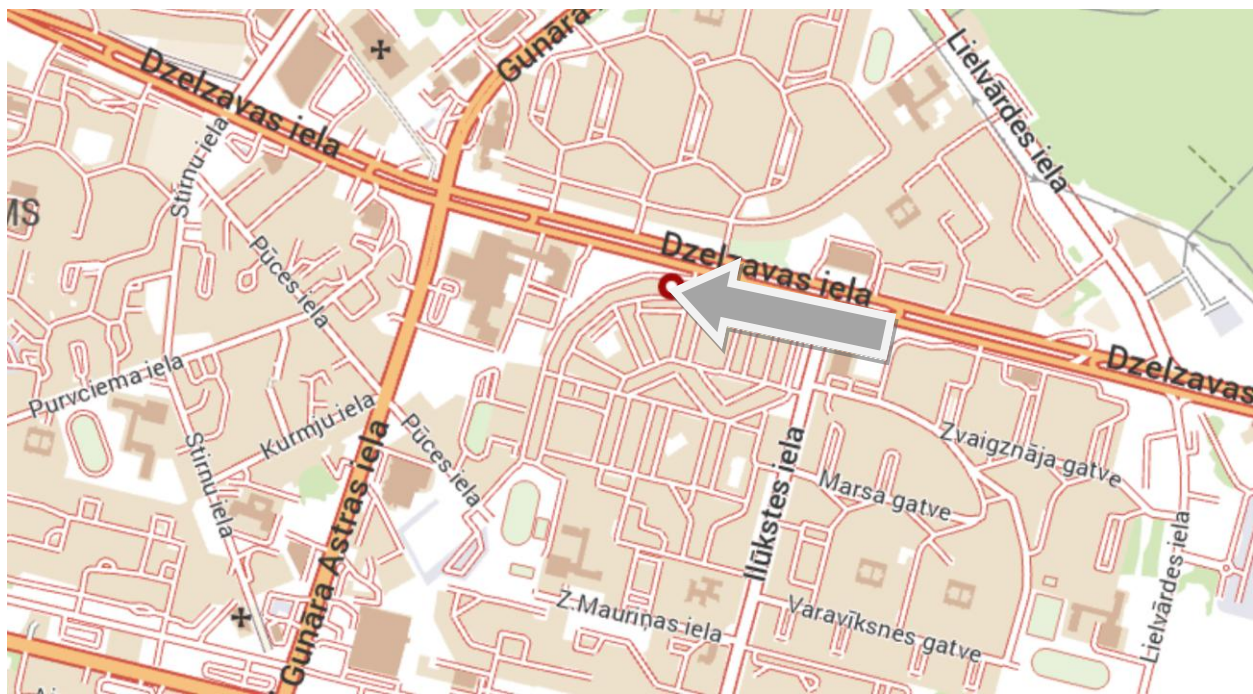 Dzelzavas iela
Gunāra
Lielvārdes iela
Stirnu iela
MS
Pūces iela
Dzelzavas iela
Dzelzavas
Purvciema iela
Kurmju iela
Pūces iela
Zvaigznāja gatve
Stirnu iela
Gunāra Astras iela
Ilūkstes iela
Marsa gatve
Lielvārdes iela
Z.Mauriņas iela
Varavīksnes gatve